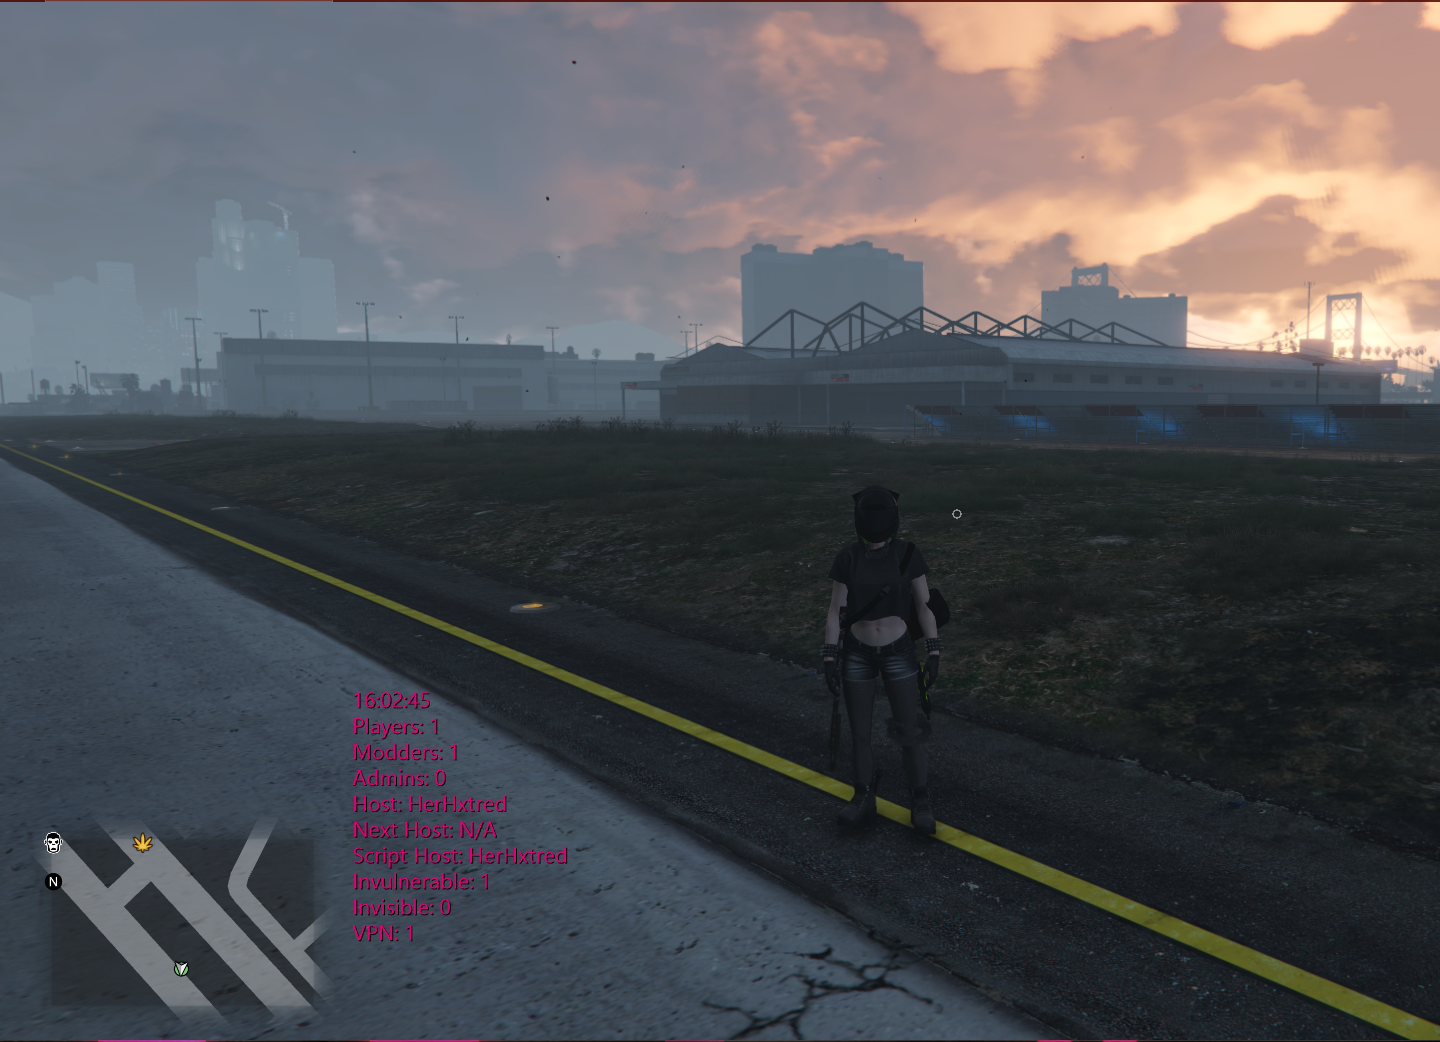 16:02:45
Players: 1
Modders: 1
Admins: 0
Host: HerHxtred
Next Host: N/A
Script Host: HerHxtred
Invulnerable: 1
Invisible: 0
VPN: 1
N